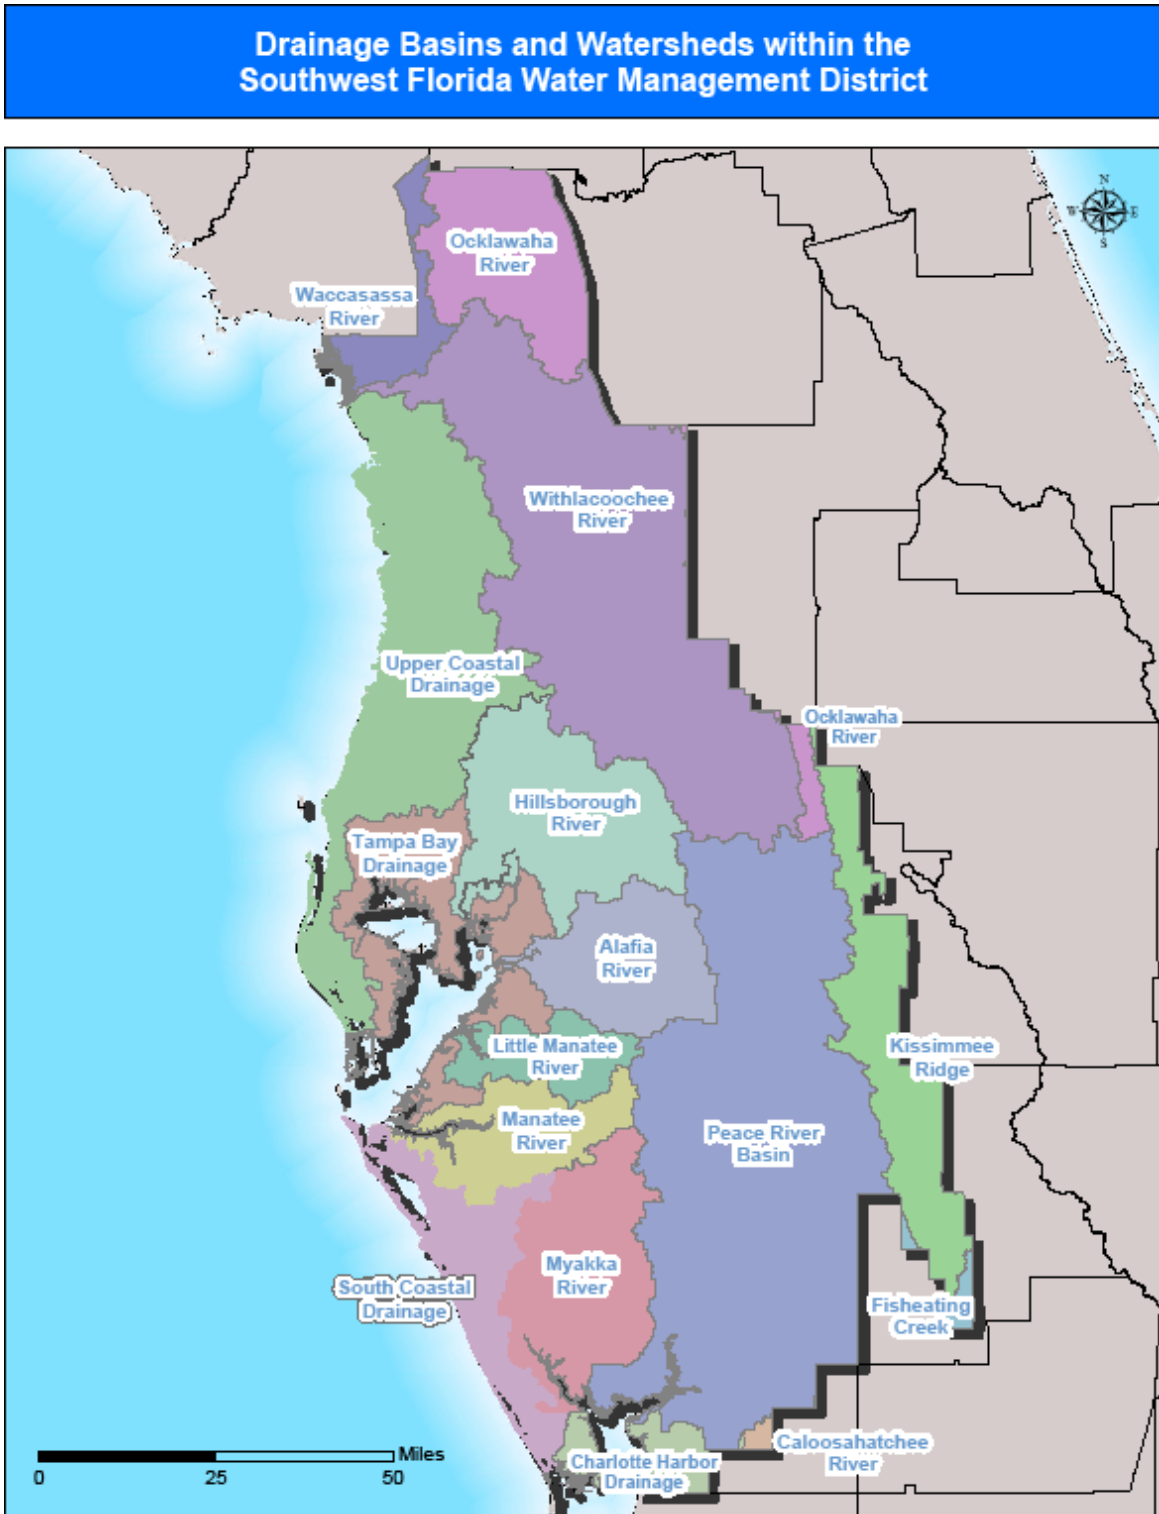 Drainage Basins and Watersheds within the
Southwest Florida Water Management District
N
W E
S
Ocklawaha
River
Waccasassa
River
Withlacoochee
River
Upper Coastal
Drainage
Ocklawaha
River
Hillsborough
River
Tampa Bay
Drainage
Alafia
River
Little Manatee
River
Kissimmee
Ridge
Manatee
River
Peace River
Basin
Myakka
River
South Coastal
Drainage
Fisheating
Creek
Caloosahatchee
River
Charlotte Harbor
Drainage
Miles
0 25 50